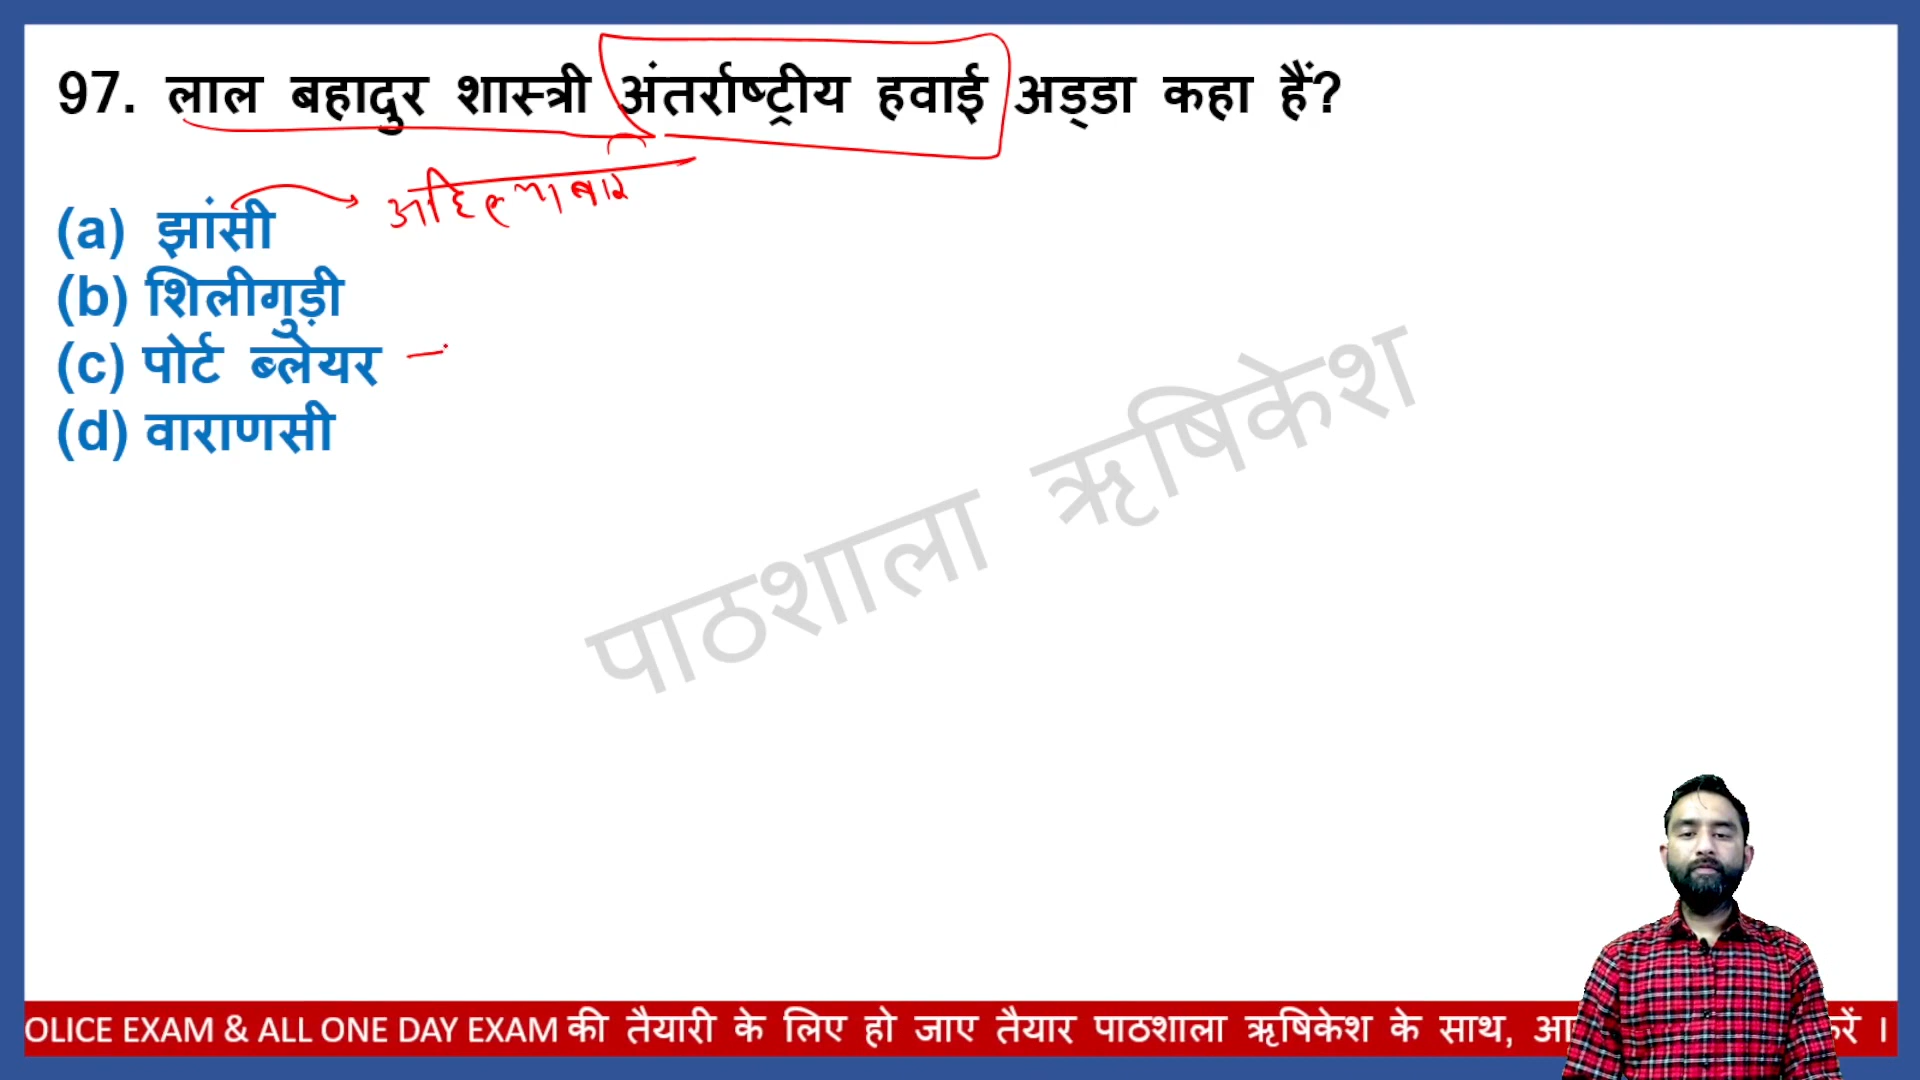 97. लाल बहादुर शास्त्री अंतर्राष्ट्रीय हवाई अड्डा कहा हैं?
(a) झांसी
(b) शिलीगुड़ी
(c) पोर्ट ब्लेयर
(d) वाराणसी
पाठशाला ऋषिकेश
OLICE EXAM & ALL ONE DAY EXAM की तैयारी के लिए हो जाए तैयार पाठशाला ऋषिकेश के साथ,